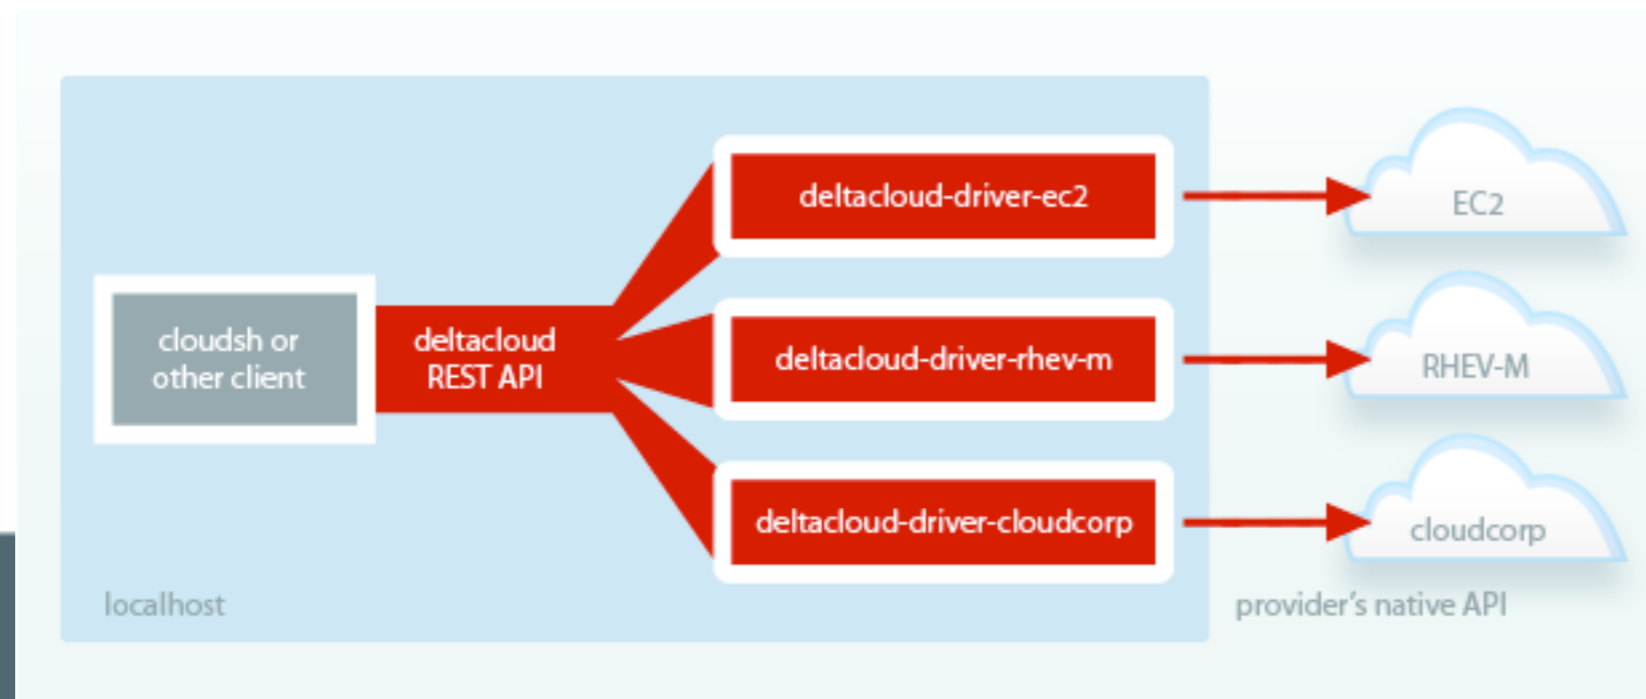 deltacloud-driver-ec2
EC2
cloudsh or
other client
deltacloud
REST API
deltacloud-driver-rhev-m
RHEV-M
deltacloud-driver-cloudcorp
cloudcorp
localhost
provider's native API